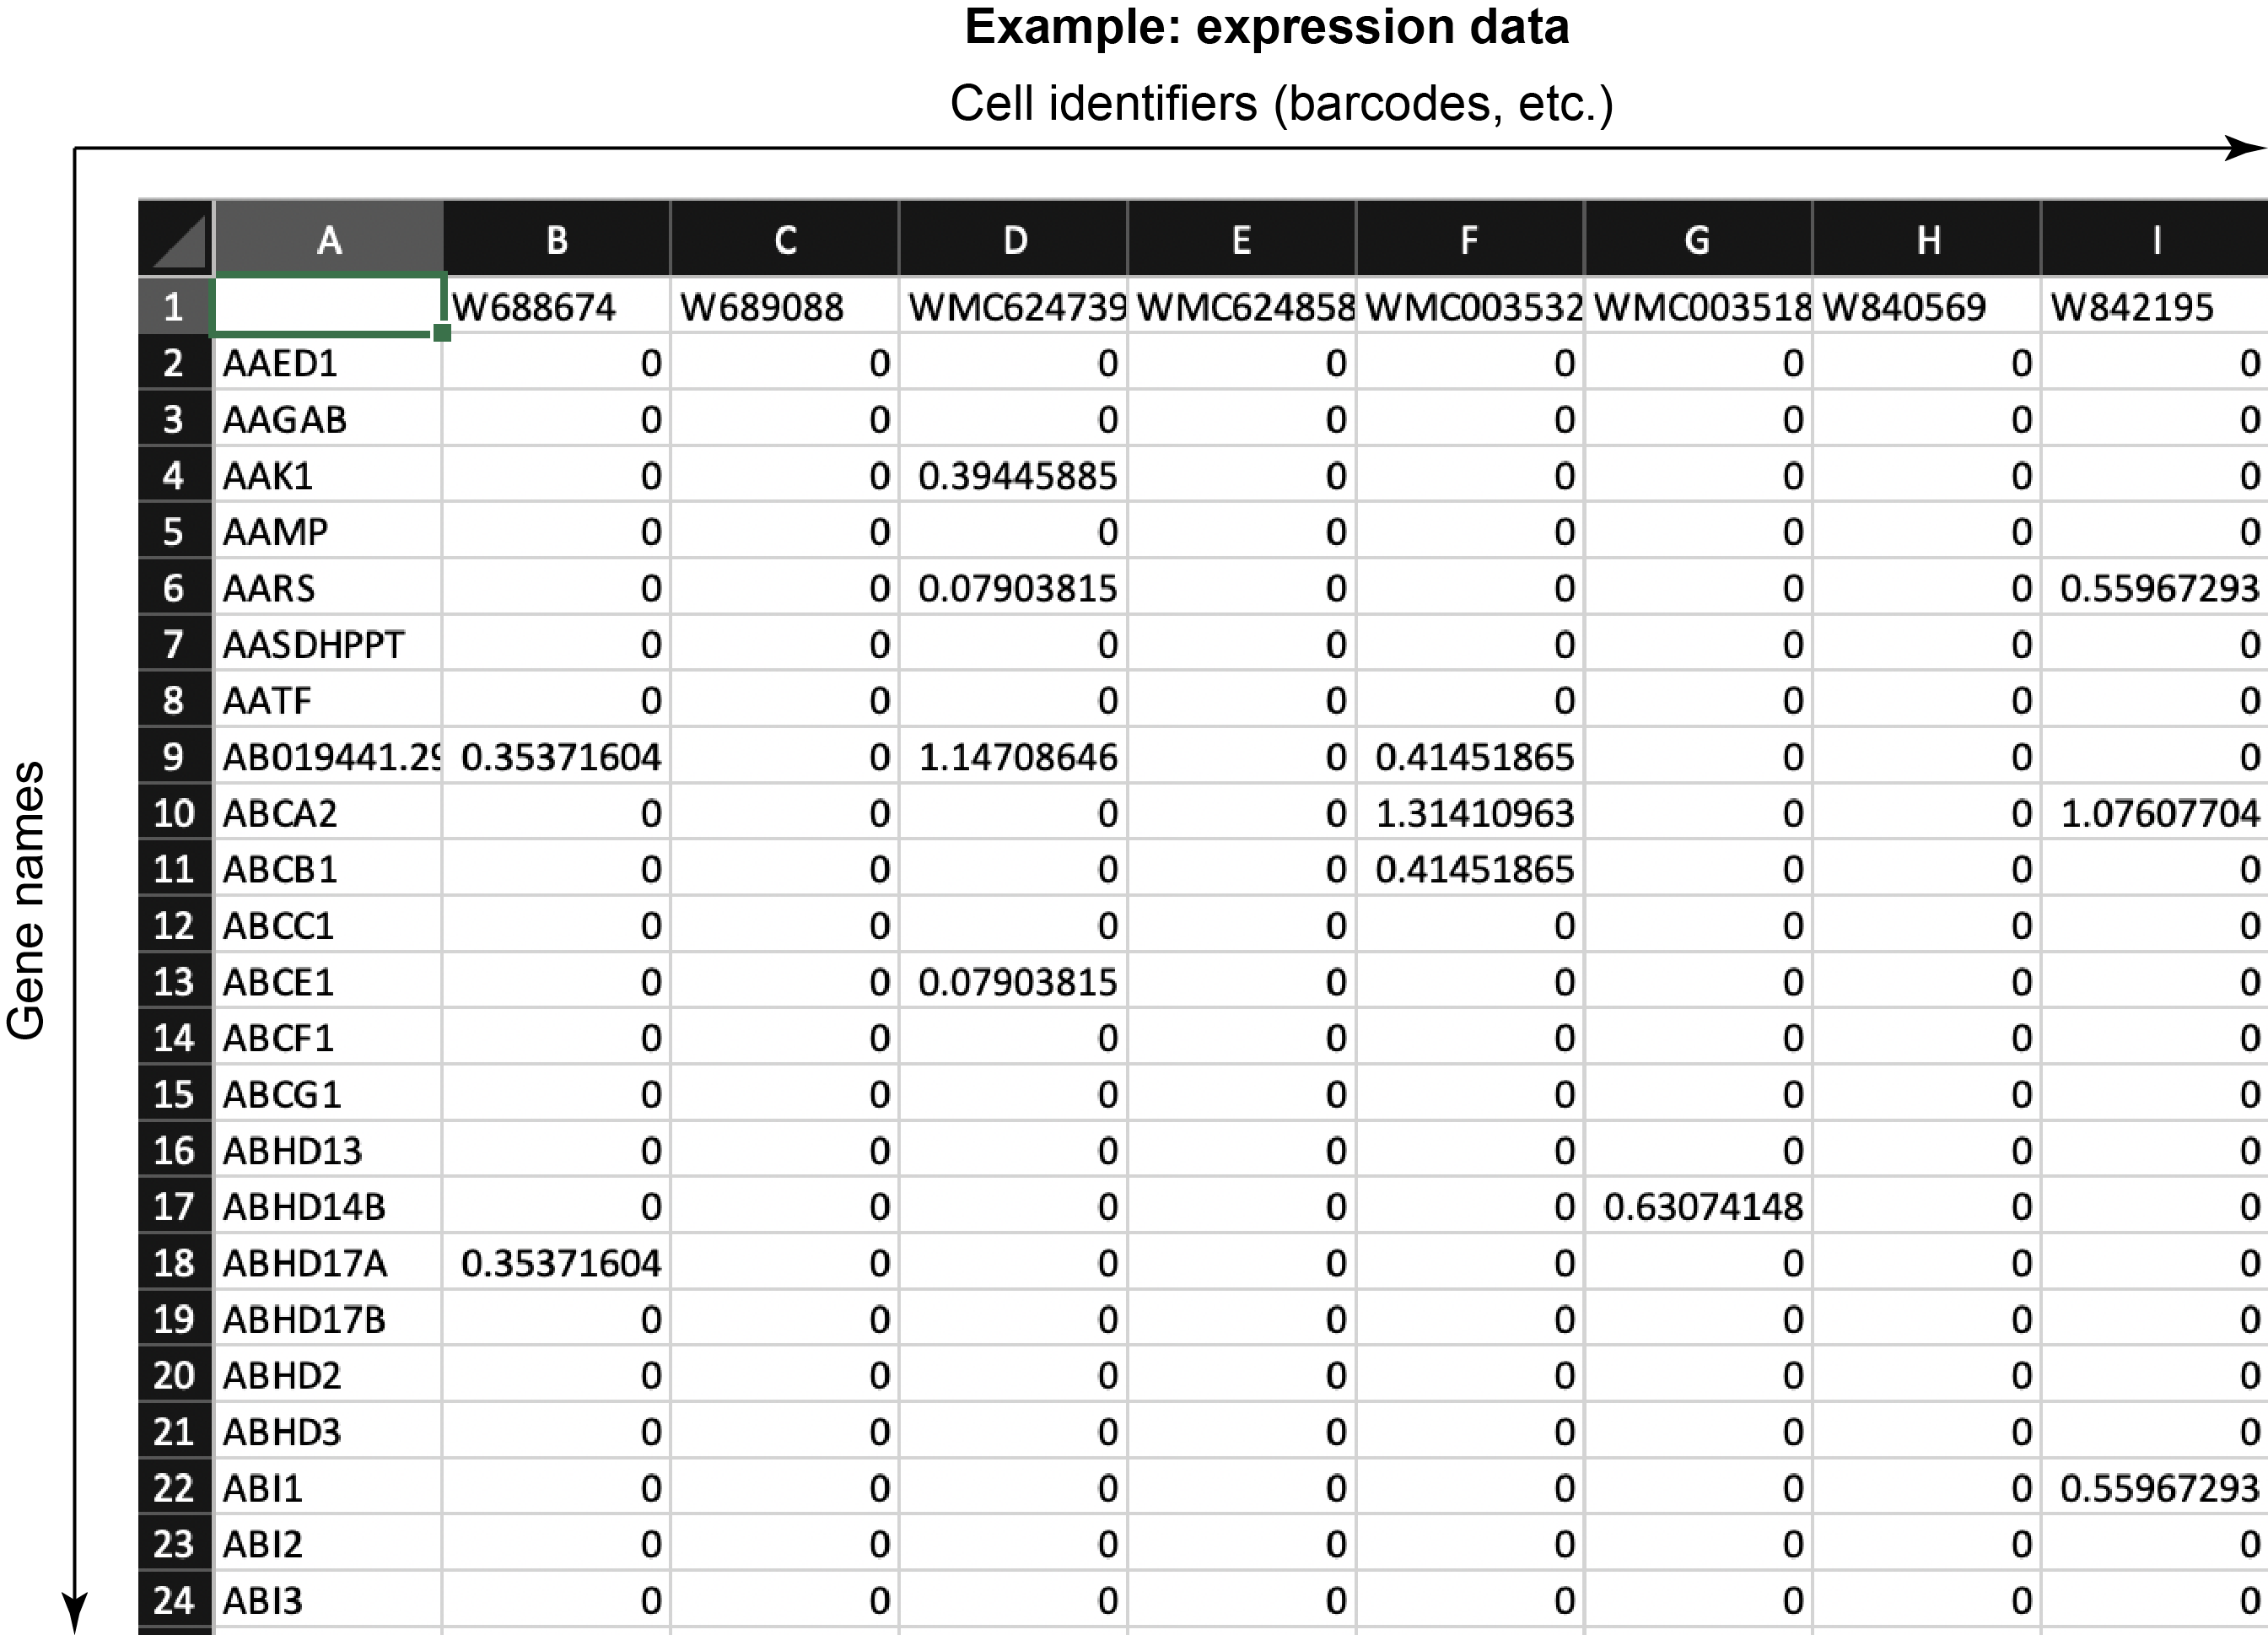 Example: expression data
Cell identifiers (barcodes, etc.)
Gene names
A B C D E F G H I
1 W688674 W689088 WMC624739 WMC624858 WMC003532 WMC003518 W840569 W842195
2 AAED1 0 0 0 0 0 0 0 0
3 AAGAB 0 0 0 0 0 0 0 0
4 AAK1 0 0 0.39445885 0 0 0 0 0
5 AAMP 0 0 0 0 0 0 0 0
6 AARS 0 0 0.07903815 0 0 0 0 0.55967293
7 AASDHPPT 0 0 0 0 0 0 0 0
8 AATF 0 0 0 0 0 0 0 0
9 AB019441.29 0.35371604 0 1.14708646 0 0.41451865 0 0 0
10 ABCA2 0 0 0 0 1.31410963 0 0 1.07607704
11 ABCB1 0 0 0 0 0.41451865 0 0 0
12 ABCC1 0 0 0 0 0 0 0 0
13 ABCE1 0 0 0.07903815 0 0 0 0 0
14 ABCF1 0 0 0 0 0 0 0 0
15 ABCG1 0 0 0 0 0 0 0 0
16 ABHD13 0 0 0 0 0 0 0 0
17 ABHD14B 0 0 0 0 0 0.63074148 0 0
18 ABHD17A 0.35371604 0 0 0 0 0 0 0
19 ABHD17B 0 0 0 0 0 0 0 0
20 ABHD2 0 0 0 0 0 0 0 0
21 ABHD3 0 0 0 0 0 0 0 0
22 ABI1 0 0 0 0 0 0 0 0.55967293
23 ABI2 0 0 0 0 0 0 0 0
24 ABI3 0 0 0 0 0 0 0 0